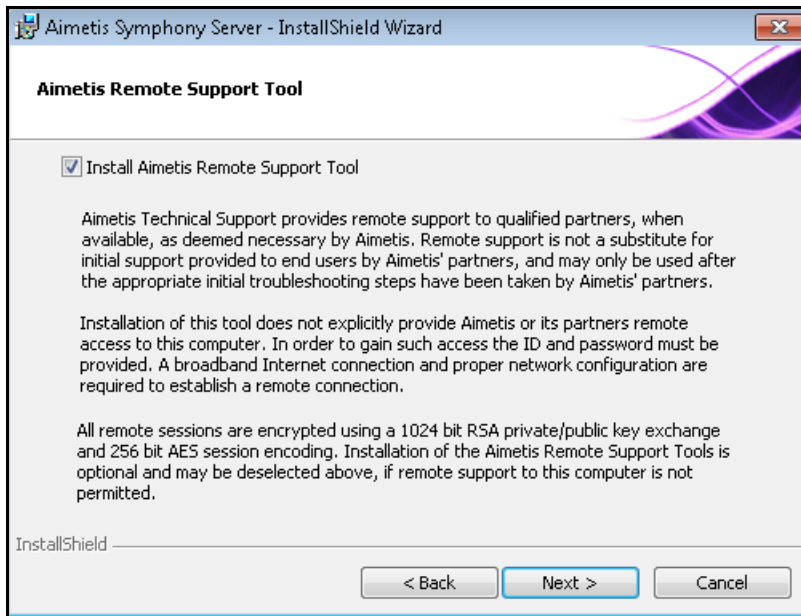 Aimetis Symphony Server - InstallShield Wizard
Aimetis Remote Support Tool
Install Aimetis Remote Support Tool
Aimetis Technical Support provides remote support to qualified partners, when
available, as deemed necessary by Aimetis. Remote support is not a substitute for
initial support provided to end users by Aimetis' partners, and may only be used after
the appropriate initial troubleshooting steps have been taken by Aimetis' partners.
Installation of this tool does not explicitly provide Aimetis or its partners remote
access to this computer. In order to gain such access the ID and password must be
provided. A broadband Internet connection and proper network configuration are
required to establish a remote connection.
All remote sessions are encrypted using a 1024 bit RSA private/public key exchange
and 256 bit AES session encoding. Installation of the Aimetis Remote Support Tools is
optional and may be deselected above, if remote support to this computer is not
permitted.
InstallShield
< Back Next > Cancel